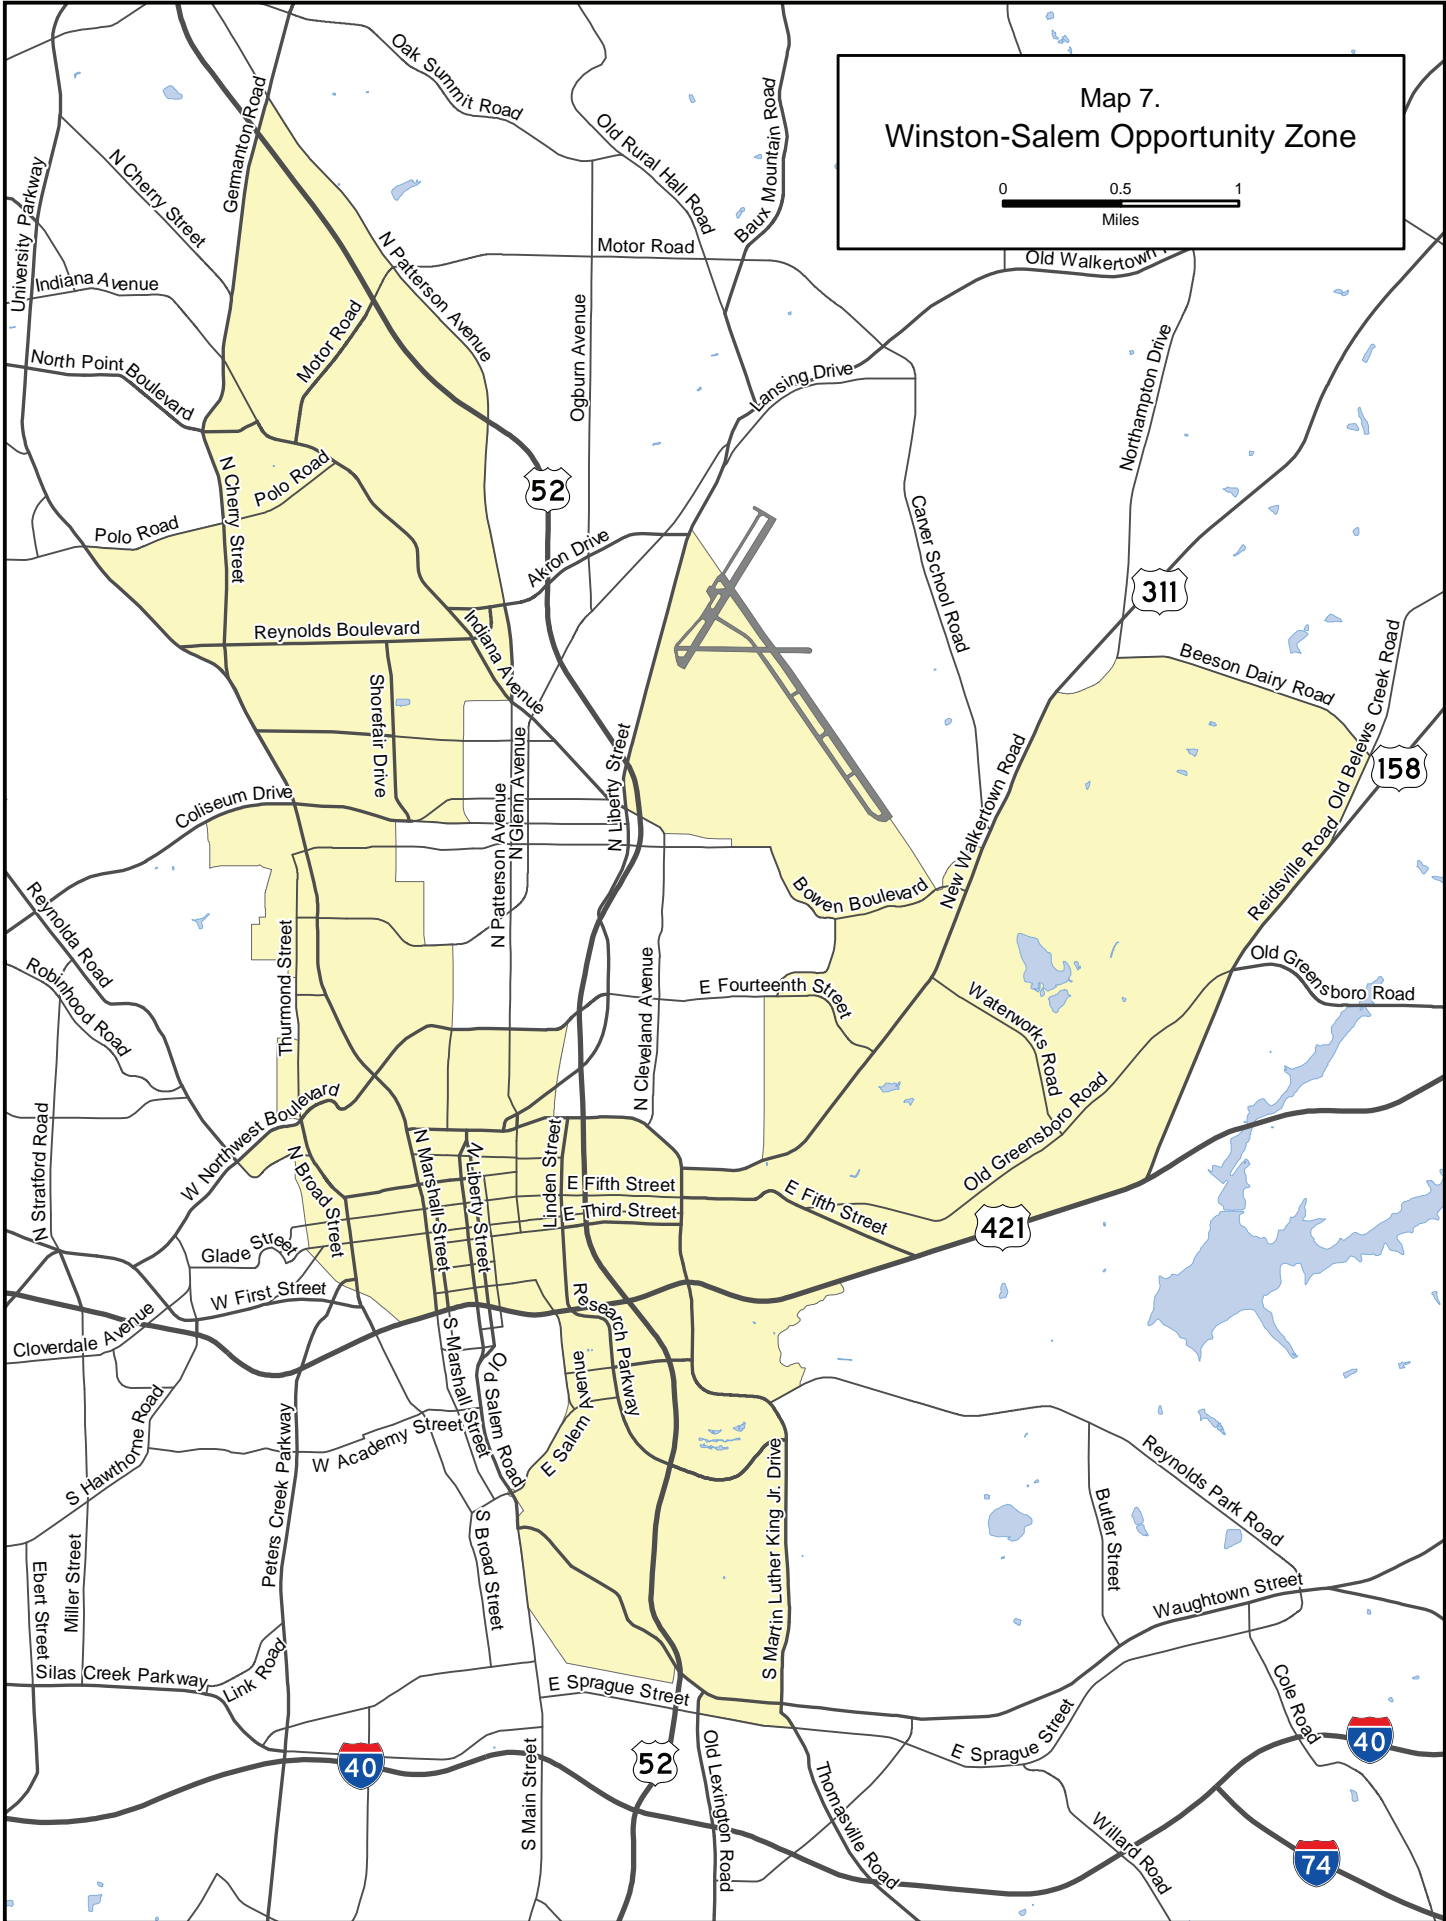 Map 7.
Winston-Salem Opportunity Zone
0 0.5 1
Miles
Oak Summit Road
Germanton Road
Old Rural Hall Road
Baux Mountain Road
University Parkway
N Cherry Street
N Patterson Avenue
Motor Road
Old Walkertown
Indiana Avenue
Motor Road
Ogburn Avenue
North Point Boulevard
Lansing Drive
Northampton Drive
N Cherry Street
Polo Road
52
Polo Road
Akron Drive
Carver School Road
311
Reynolds Boulevard
Indiana Avenue
Beeson Dairy Road
Old Belews Creek Road
Shorefair Drive
N Liberty Street
N Glenn Avenue
N Patterson Avenue
New Walkertown Road
158
Coliseum Drive
Reidsville Road
Bowen Boulevard
Reynolda Road
Robinhood Road
Thurmond Street
N Cleveland Avenue
E Fourteenth Street
Waterworks Road
Old Greensboro Road
Old Greensboro Road
N Stratford Road
W Northwest Boulevard
N Broad Street
N Marshall Street
N Liberty Street
Linden Street
E Fifth Street
E Third Street
E Fifth Street
421
Glade Street
W First Street
Cloverdale Avenue
Research Parkway
S Marshall Street
Old Salem Road
E Salem Avenue
S Hawthorne Road
W Academy Street
Peters Creek Parkway
S Martin Luther King Jr. Drive
Reynolds Park Road
Butler Street
S Broad Street
Ebert Street
Miller Street
Waughtown Street
Silas Creek Parkway
Link Road
E Sprague Street
Cole Road
E Sprague Street
40
40
52
S Main Street
Old Lexington Road
Thomasville Road
Willard Road
74